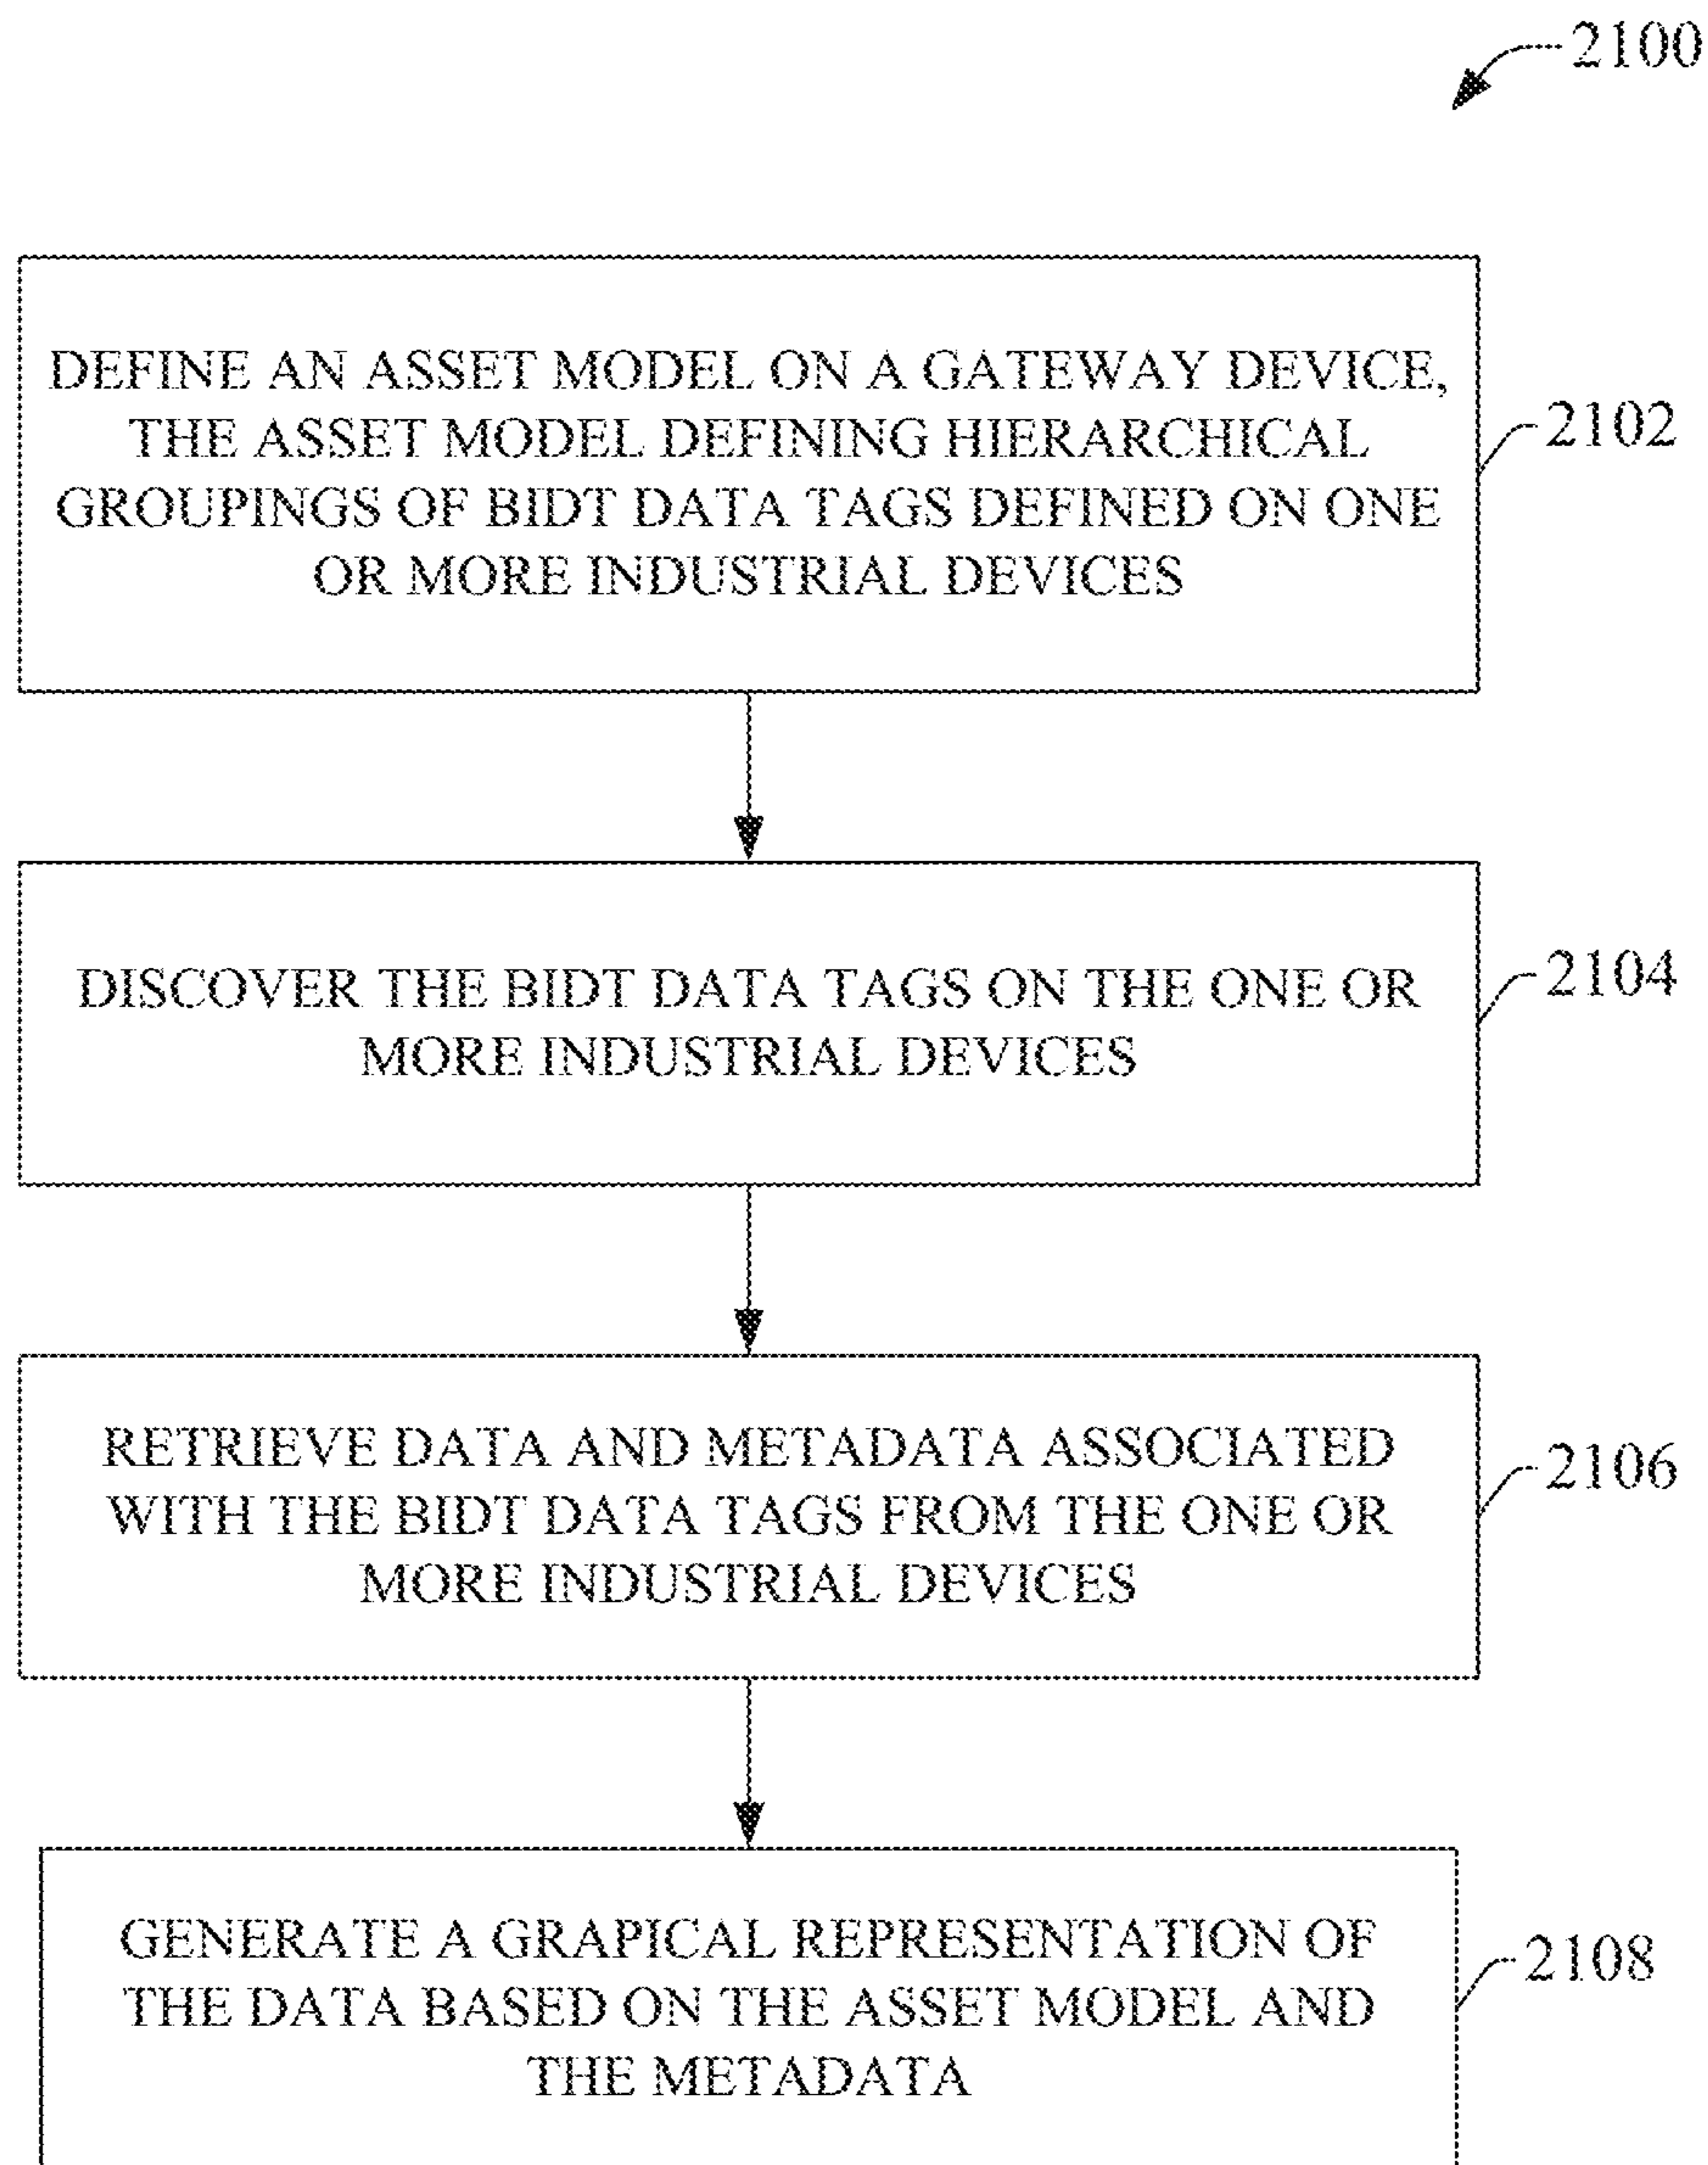 2100
DEFINE AN ASSET MODEL ON A GATEWAY DEVICE,
THE ASSET MODEL DEFINING HIERARCHICAL
GROUPINGS OF BIDT DATA TAGS DEFINED ON ONE
OR MORE INDUSTRIAL DEVICES
2102
DISCOVER THE BIDT DATA TAGS ON THE ONE OR
MORE INDUSTRIAL DEVICES
2104
RETRIEVE DATA AND METADATA ASSOCIATED
WITH THE BIDT DATA TAGS FROM THE ONE OR
MORE INDUSTRIAL DEVICES
2106
GENERATE A GRAPICAL REPRESENTATION OF
THE DATA BASED ON THE ASSET MODEL AND
THE METADATA
2108